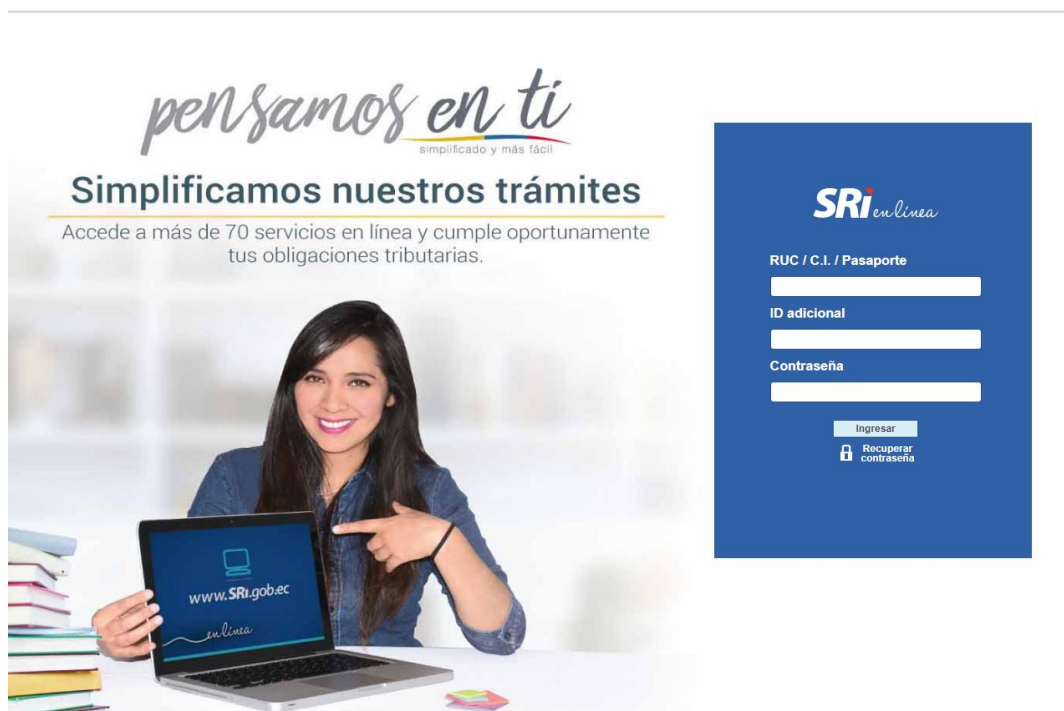 pensamos en ti
simplificado y más fácil
Simplificamos nuestros trámites
Accede a más de 70 servicios en línea y cumple oportunamente
tus obligaciones tributarias.
www.SRi.gob.ec
en línea
SRi en línea
RUC / C.I. / Pasaporte
ID adicional
Contraseña
Ingresar
Recuperar
contraseña